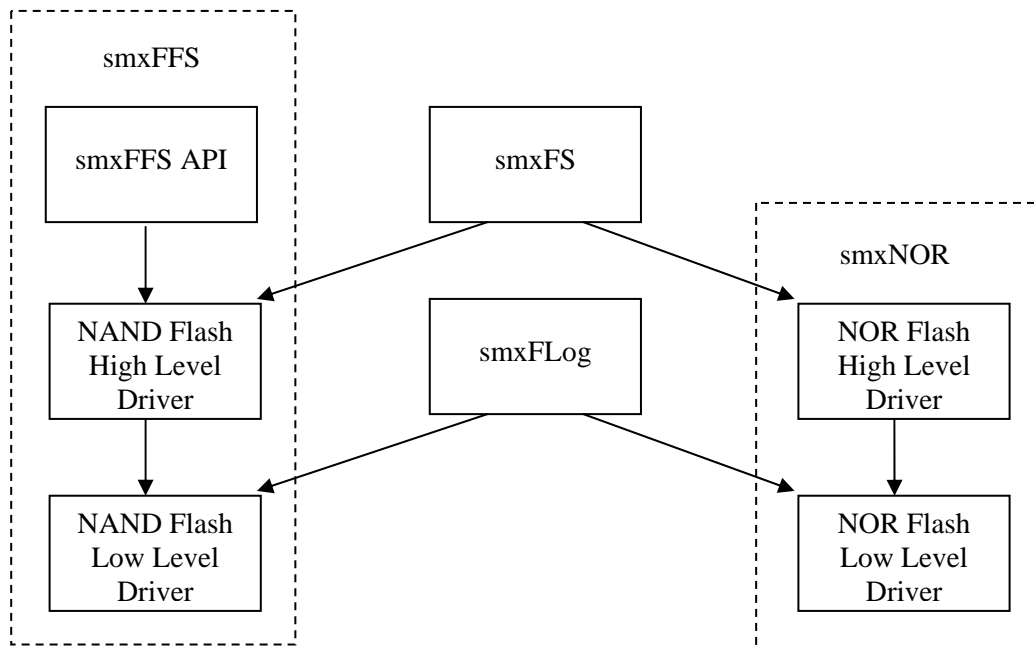 smxFFS
smxFFS API
smxFS
smxNOR
NAND Flash
High Level
Driver
smxFLog
NOR Flash
High Level
Driver
NAND Flash
Low Level
Driver
NOR Flash
Low Level
Driver